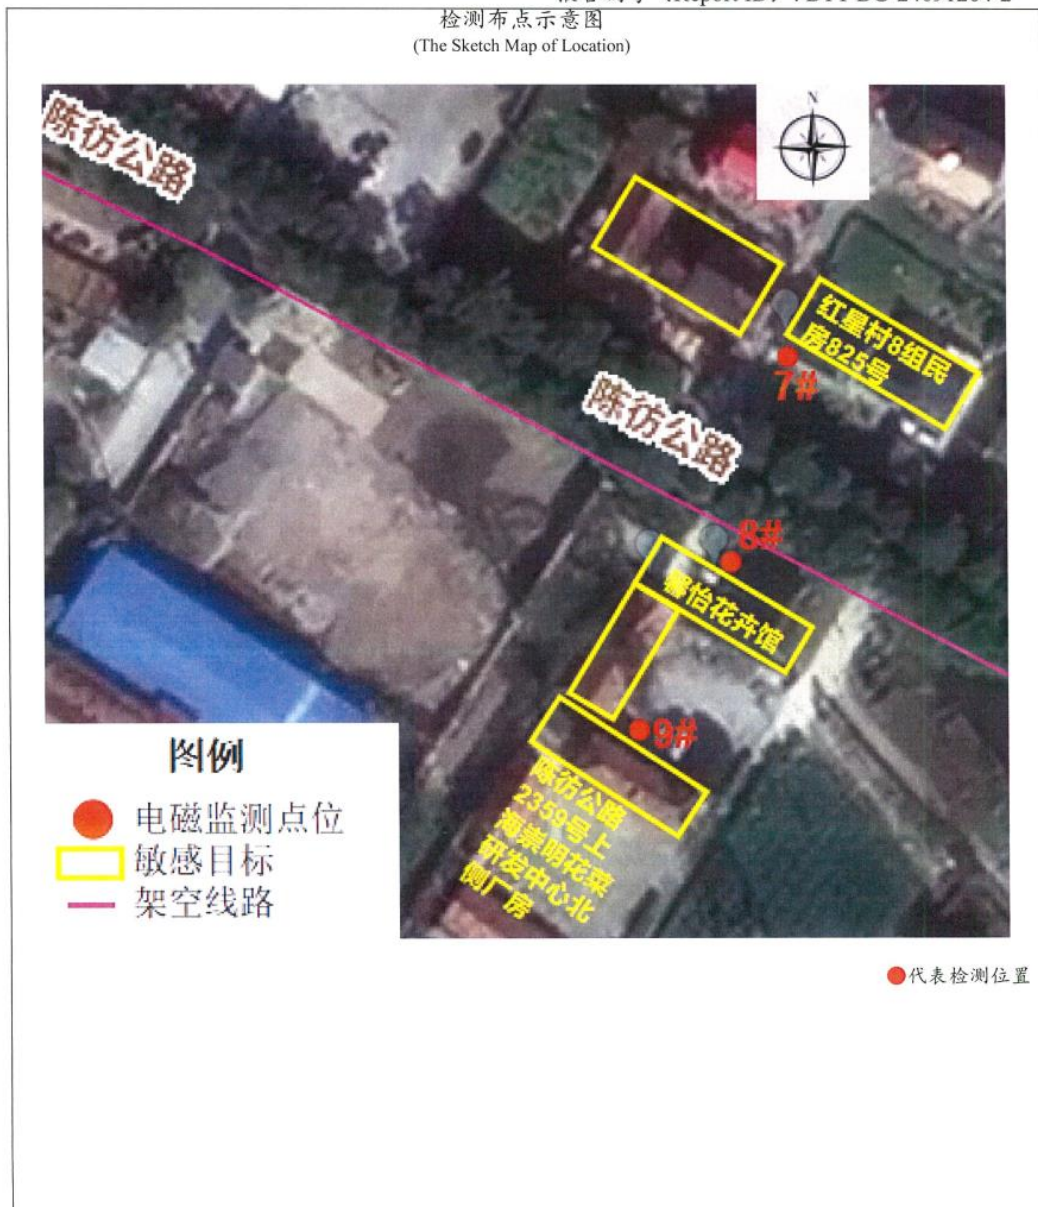 检测布点示意图
(The Sketch Map of Location)
N
陈彷公路
红星村8组民
房825号
7#
陈彷公路
8#
馨怡花卉馆
9#
陈彷公路
2359号上
海崇明花菜
研发中心北
侧厂房
图例
电磁监测点位
敏感目标
架空线路
代表检测位置